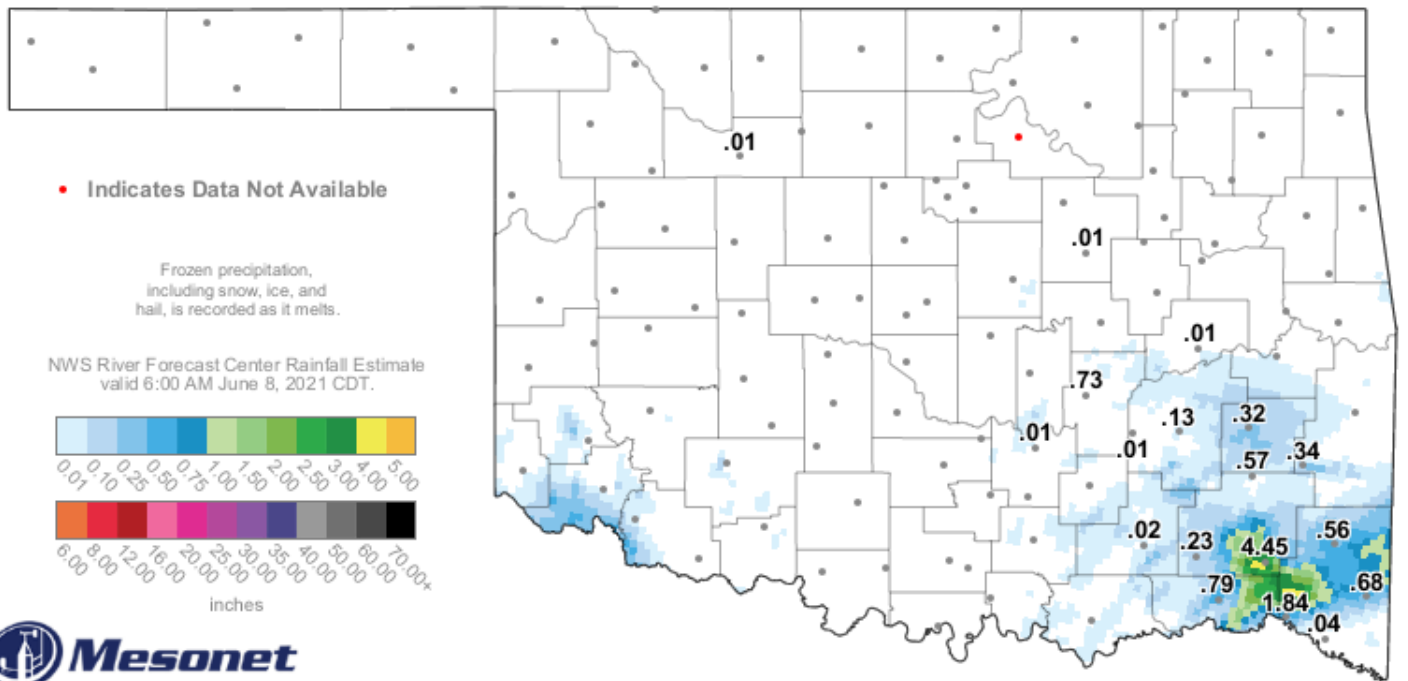 .01
Indicates Data Not Available
.01
Frozen precipitation,
including snow, ice, and
hail, is recorded as it melts.
.01
NWS River Forecast Center Rainfall Estimate
valid 6:00 AM June 8, 2021 CDT.
.73
.32
.13
.01
.01
.34
.57
0.01 0.10 0.25 0.50 0.75 1.00 1.50 2.00 2.50 3.00 4.00 5.00
.56
.02
.23
4.45
.68
.79
1.84
.04
6.00 8.00 12.00 16.00 20.00 25.00 30.00 35.00 40.00 50.00 60.00 70.00+
inches
Mesonet